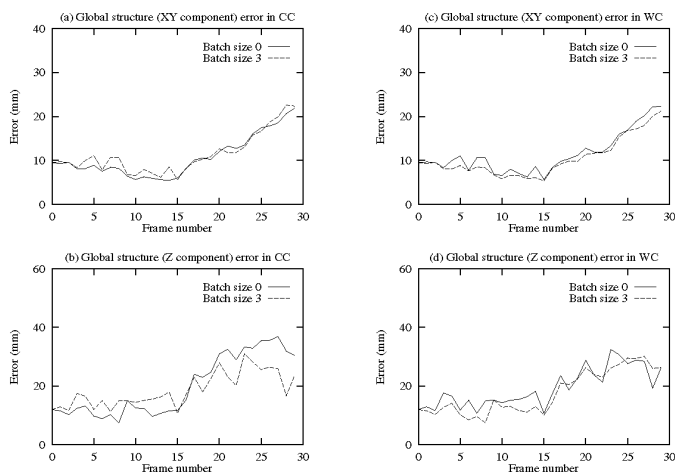 (a) Global structure (XY component) error in CC
40
30
20
10
0
Error (mm)
Batch size 0
Batch size 3
0 5 10 15 20 25 30
Frame number
(c) Global structure (XY component) error in WC
40
30
20
10
0
Error (mm)
Batch size 0
Batch size 3
0 5 10 15 20 25 30
Frame number
(b) Global structure (Z component) error in CC
60
40
20
0
Error (mm)
Batch size 0
Batch size 3
0 5 10 15 20 25 30
Frame number
(d) Global structure (Z component) error in WC
60
40
20
0
Error (mm)
Batch size 0
Batch size 3
0 5 10 15 20 25 30
Frame number